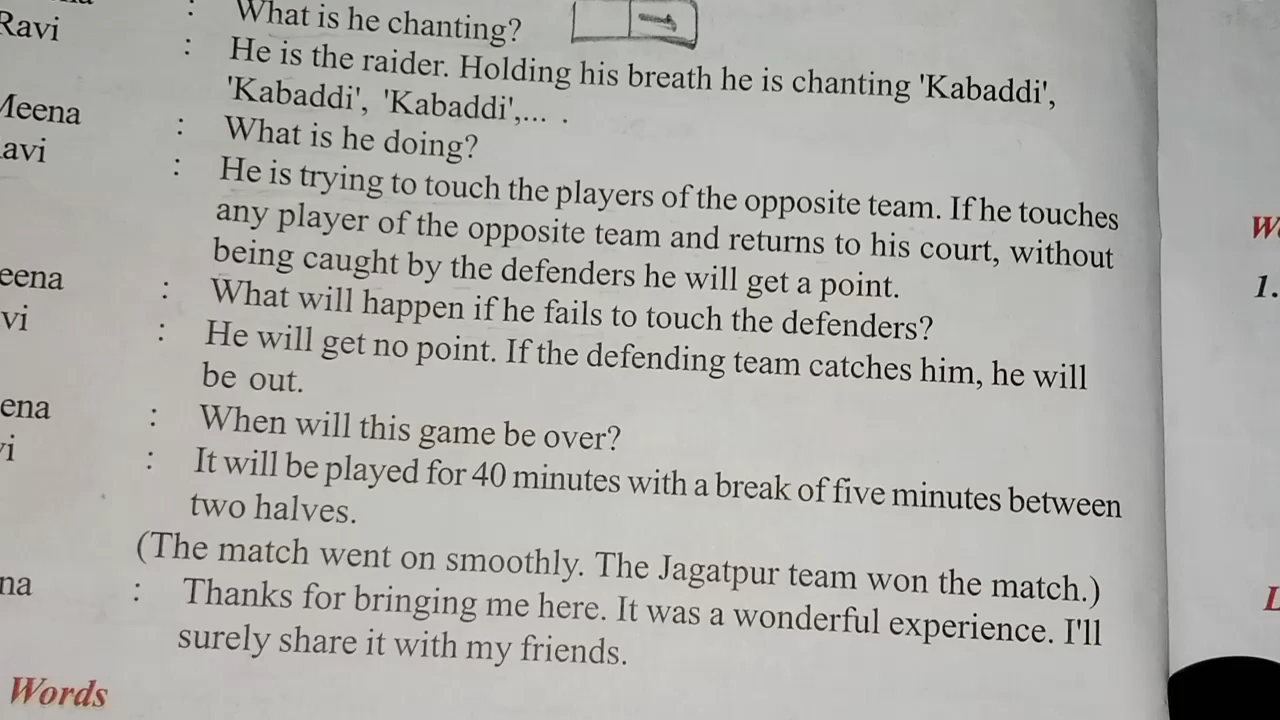 : What is he chanting?
Ravi : He is the raider. Holding his breath he is chanting 'Kabaddi',
'Kabaddi', 'Kabaddi',... .
Meena : What is he doing?
avi : He is trying to touch the players of the opposite team. If he touches
any player of the opposite team and returns to his court, without
being caught by the defenders he will get a point.
eena : What will happen if he fails to touch the defenders?
vi : He will get no point. If the defending team catches him, he will
be out.
ena : When will this game be over?
vi : It will be played for 40 minutes with a break of five minutes between
two halves.
(The match went on smoothly. The Jagatpur team won the match.)
na : Thanks for bringing me here. It was a wonderful experience. I'll
surely share it with my friends.
Words
1.